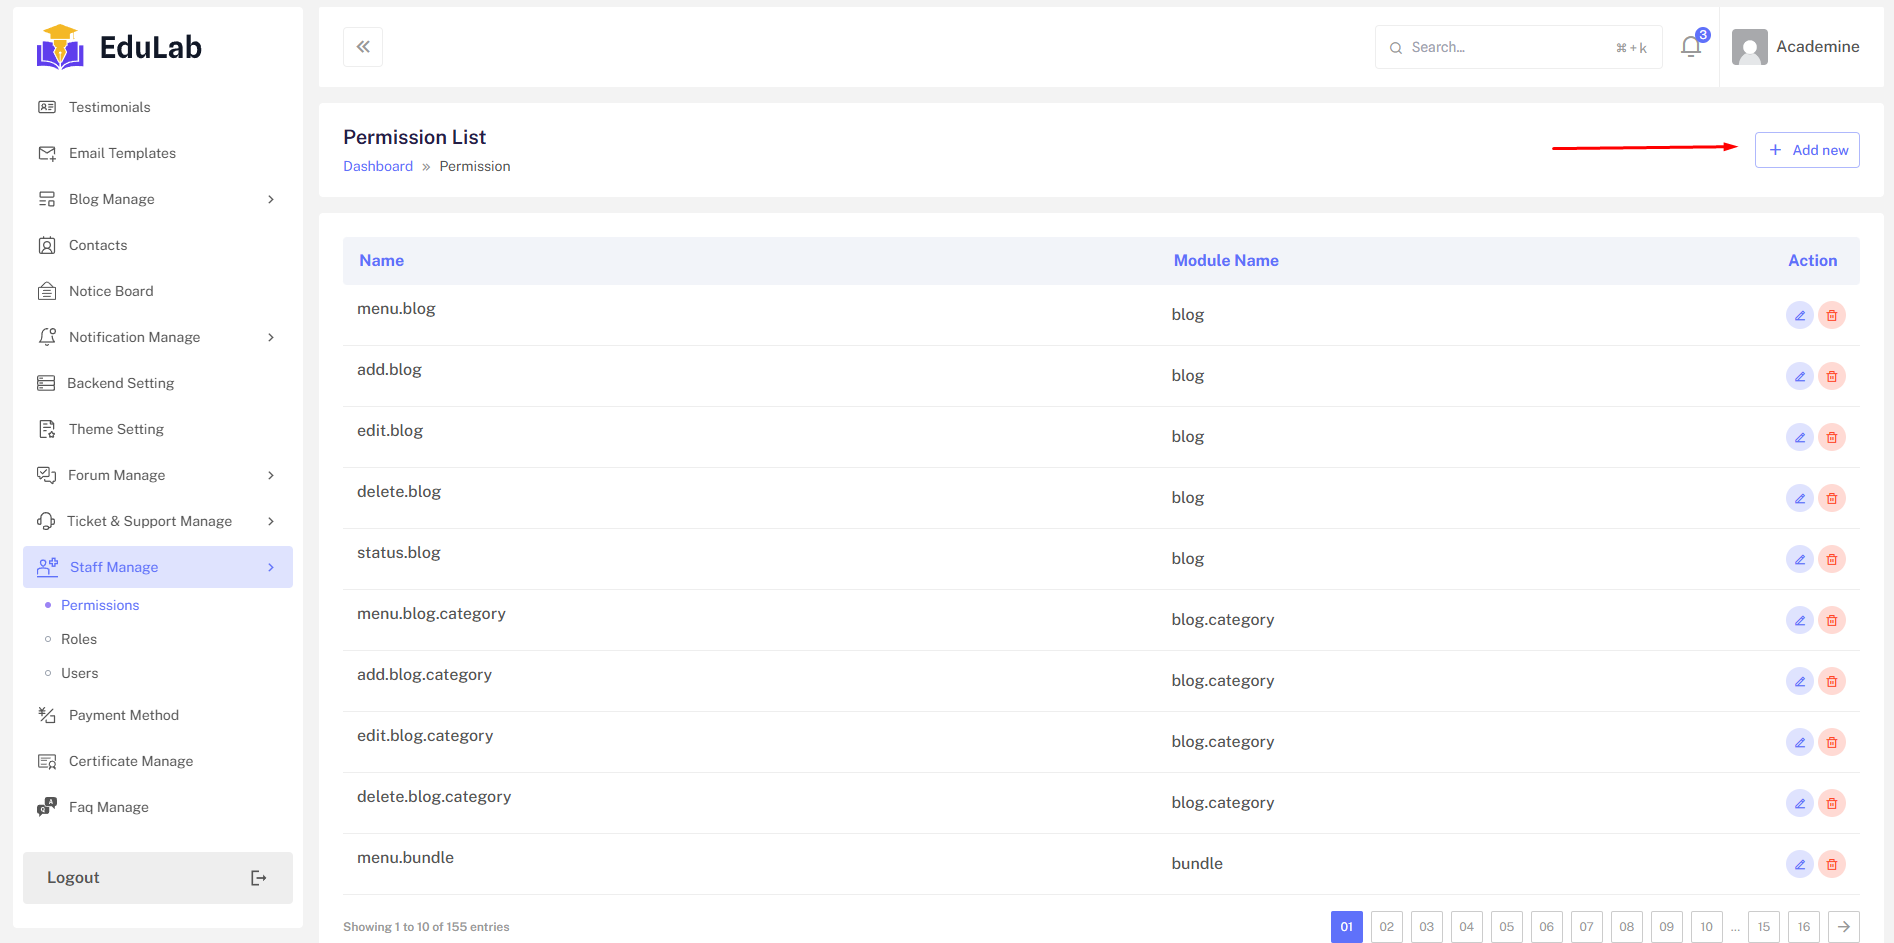 EduLab
Testimonials
Email Templates
Blog Manage
Contacts
Notice Board
Notification Manage
Backend Setting
Theme Setting
Forum Manage
Ticket & Support Manage
Staff Manage
Permissions
Roles
Users
Payment Method
Certificate Manage
Faq Manage
Logout
Search... ⌘+k
3
Academine
Permission List
Dashboard » Permission
+ Add new
Name Module Name Action
menu.blog blog
add.blog blog
edit.blog blog
delete.blog blog
status.blog blog
menu.blog.category blog.category
add.blog.category blog.category
edit.blog.category blog.category
delete.blog.category blog.category
menu.bundle bundle
Showing 1 to 10 of 155 entries 01 02 03 04 05 06 07 08 09 10 ... 15 16